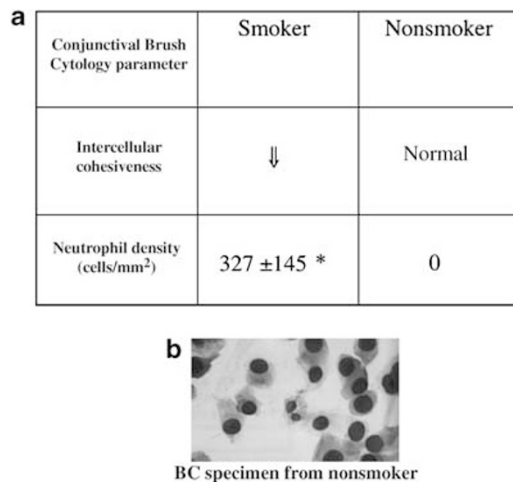 a
Conjunctival Brush
Cytology parameter
Smoker
Nonsmoker
Intercellular
cohesiveness
⇓
Normal
Neutrophil density
(cells/mm²)
327 ±145 *
0
b
BC specimen from nonsmoker